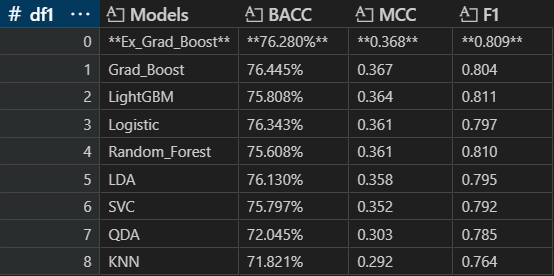 # df1 ... Models BACC MCC F1
0 **Ex_Grad_Boost** **76.280%** **0.368** **0.809**
1 Grad_Boost 76.445% 0.367 0.804
2 LightGBM 75.808% 0.364 0.811
3 Logistic 76.343% 0.361 0.797
4 Random_Forest 75.608% 0.361 0.810
5 LDA 76.130% 0.358 0.795
6 SVC 75.797% 0.352 0.792
7 QDA 72.045% 0.303 0.785
8 KNN 71.821% 0.292 0.764